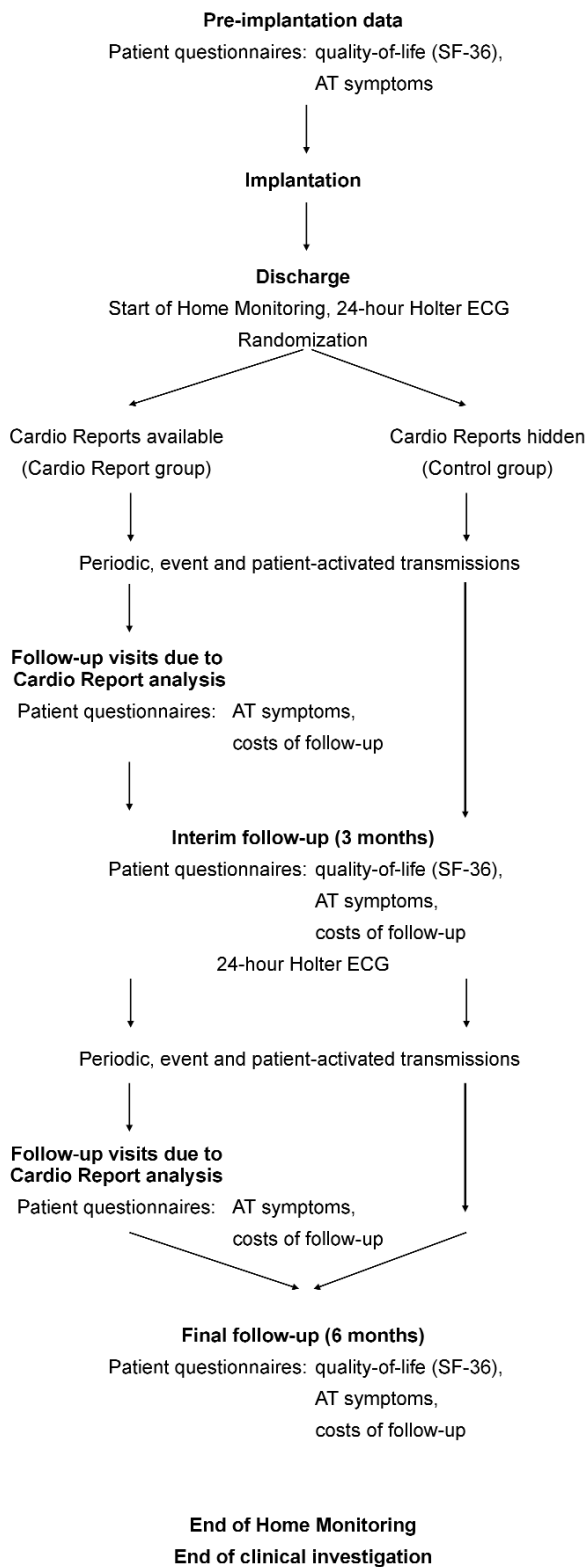 Pre-implantation data
Patient questionnaires: quality-of-life (SF-36),
AT symptoms
Implantation
Discharge
Start of Home Monitoring, 24-hour Holter ECG
Randomization
Cardio Reports available
(Cardio Report group)
Cardio Reports hidden
(Control group)
Periodic, event and patient-activated transmissions
Follow-up visits due to
Cardio Report analysis
Patient questionnaires: AT symptoms,
costs of follow-up
Interim follow-up (3 months)
Patient questionnaires: quality-of-life (SF-36),
AT symptoms,
costs of follow-up
24-hour Holter ECG
Periodic, event and patient-activated transmissions
Follow-up visits due to
Cardio Report analysis
Patient questionnaires: AT symptoms,
costs of follow-up
Final follow-up (6 months)
Patient questionnaires: quality-of-life (SF-36),
AT symptoms,
costs of follow-up
End of Home Monitoring
End of clinical investigation